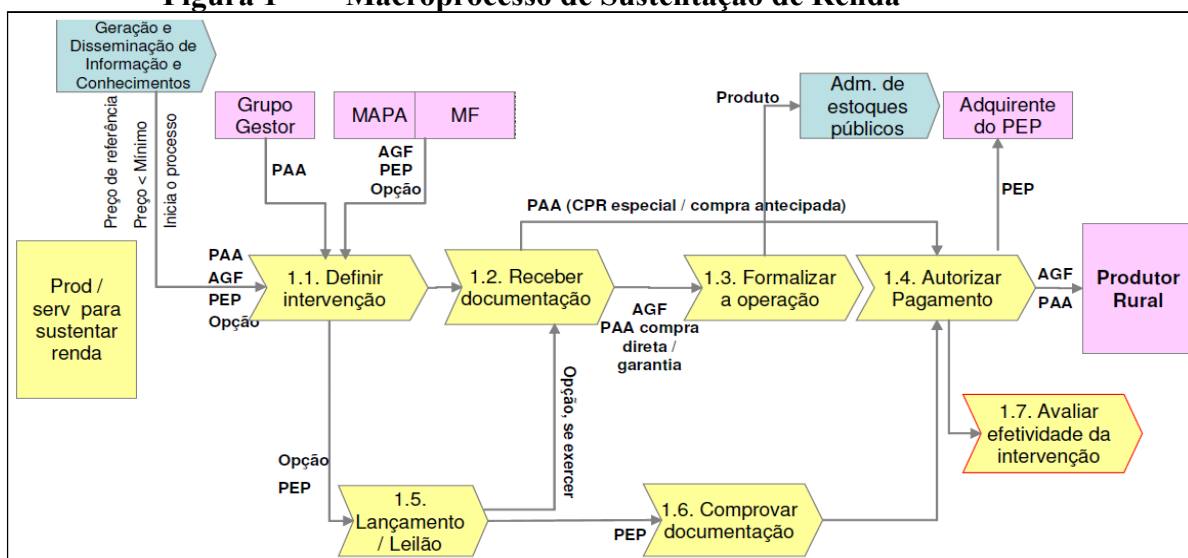 Figura 1 Macroprocesso de Sustentação de Renda
Geração e
Disseminação de
Informação e
Conhecimentos
Preço de referência
Preço < Mínimo
Inicia o processo
Grupo
Gestor
PAA
MAPA
MF
AGF
PEP
Opção
Produto
Adm. de
estoques
públicos
Adquirente
do PEP
PEP
PAA (CPR especial / compra antecipada)
Prod /
serv para
sustentar
renda
PAA
AGF
PEP
Opção
1.1. Definir
intervenção
1.2. Receber
documentação
AGF
PAA compra
direta /
garantia
1.3. Formalizar
a operação
1.4. Autorizar
Pagamento
AGF
PAA
Produtor
Rural
Opção, se exercer
1.7. Avaliar
efetividade da
intervenção
Opção
PEP
1.5.
Lançamento
/ Leilão
PEP
1.6. Comprovar
documentação